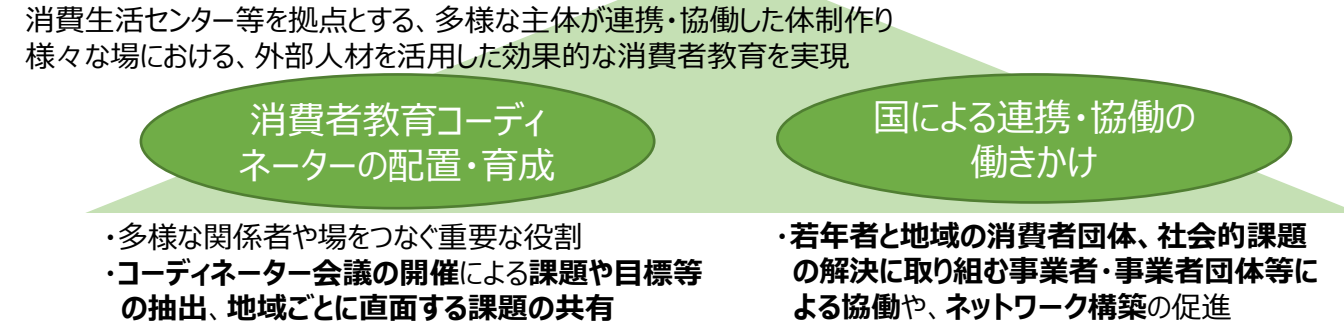 消費生活センター等を拠点とする、多様な主体が連携・協働した体制作り
様々な場における、外部人材を活用した効果的な消費者教育を実現
消費者教育コーディ
ネーターの配置・育成
・多様な関係者や場をつなぐ重要な役割
・コーディネーター会議の開催による課題や目標等
の抽出、地域ごとに直面する課題の共有
国による連携・協働の
働きかけ
・若年者と地域の消費者団体、社会的課題
の解決に取り組む事業者・事業者団体等に
よる協働や、ネットワーク構築の促進